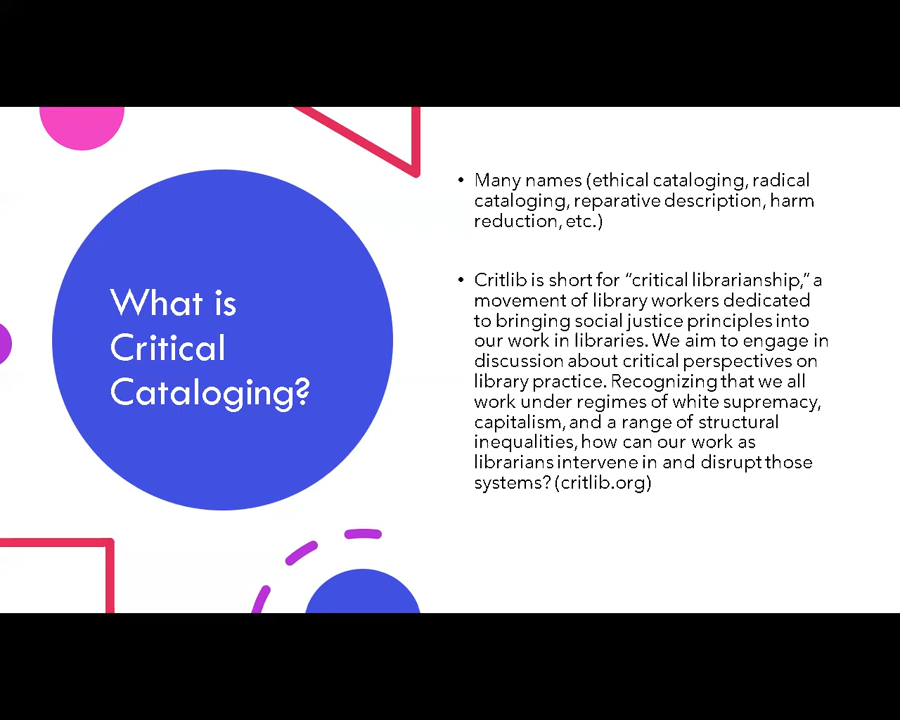 What is
Critical
Cataloging?
• Many names (ethical cataloging, radical
cataloging, reparative description, harm
reduction, etc.)
• Critlib is short for “critical librarianship,” a
movement of library workers dedicated
to bringing social justice principles into
our work in libraries. We aim to engage in
discussion about critical perspectives on
library practice. Recognizing that we all
work under regimes of white supremacy,
capitalism, and a range of structural
inequalities, how can our work as
librarians intervene in and disrupt those
systems? (critlib.org)